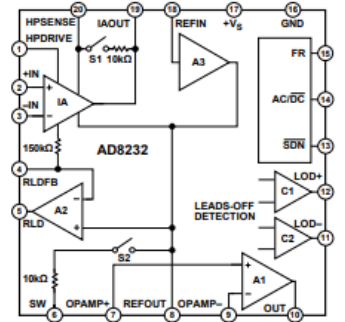 20 19 18 17 16
HPSENSE IAOUT REFIN +VS GND
HPDRIVE
S1 10kΩ
1 FR 15
A3
+IN
2 IA AC/DC 14
–IN
3
150kΩ SDN 13
AD8232
4 RLDFB LOD+
C1 12
A2 LEADS-OFF
DETECTION
5 RLD LOD–
C2 11
S2
10kΩ A1
SW OPAMP+ REFOUT OPAMP– OUT
6 7 8 9 10